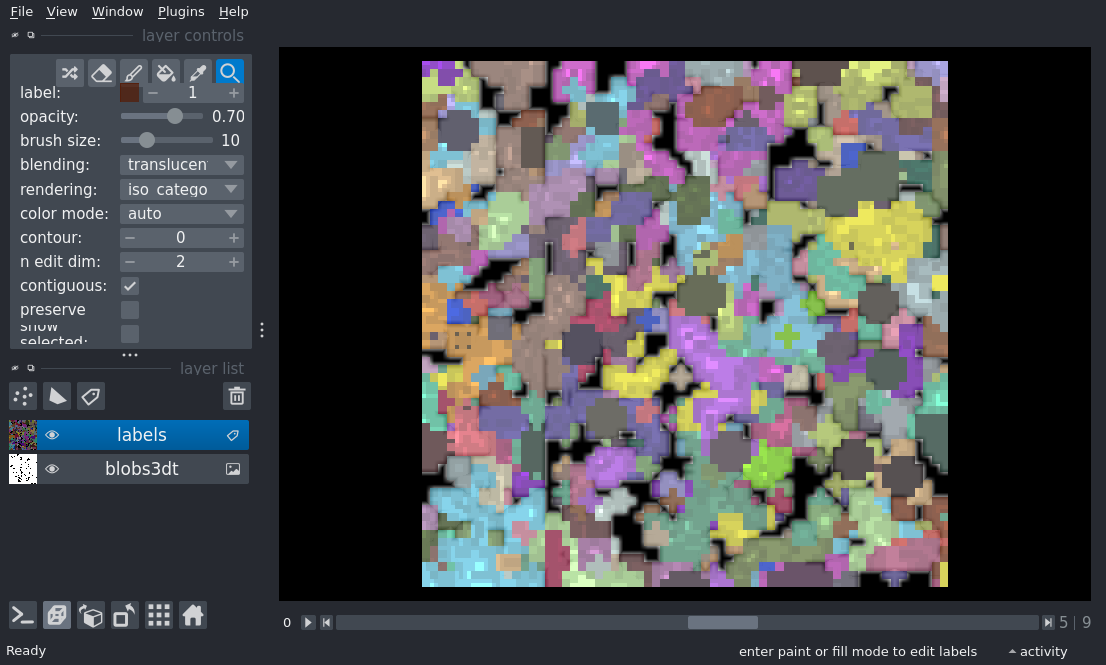 File View Window Plugins Help
layer controls
label: 1
opacity: 0.70
brush size: 10
blending: translucen
rendering: iso_catego
color mode: auto
contour: 0
n edit dim: 2
contiguous:
preserve
show
selected:
layer list
labels
blobs3dt
0 5 | 9
Ready enter paint or fill mode to edit labels activity